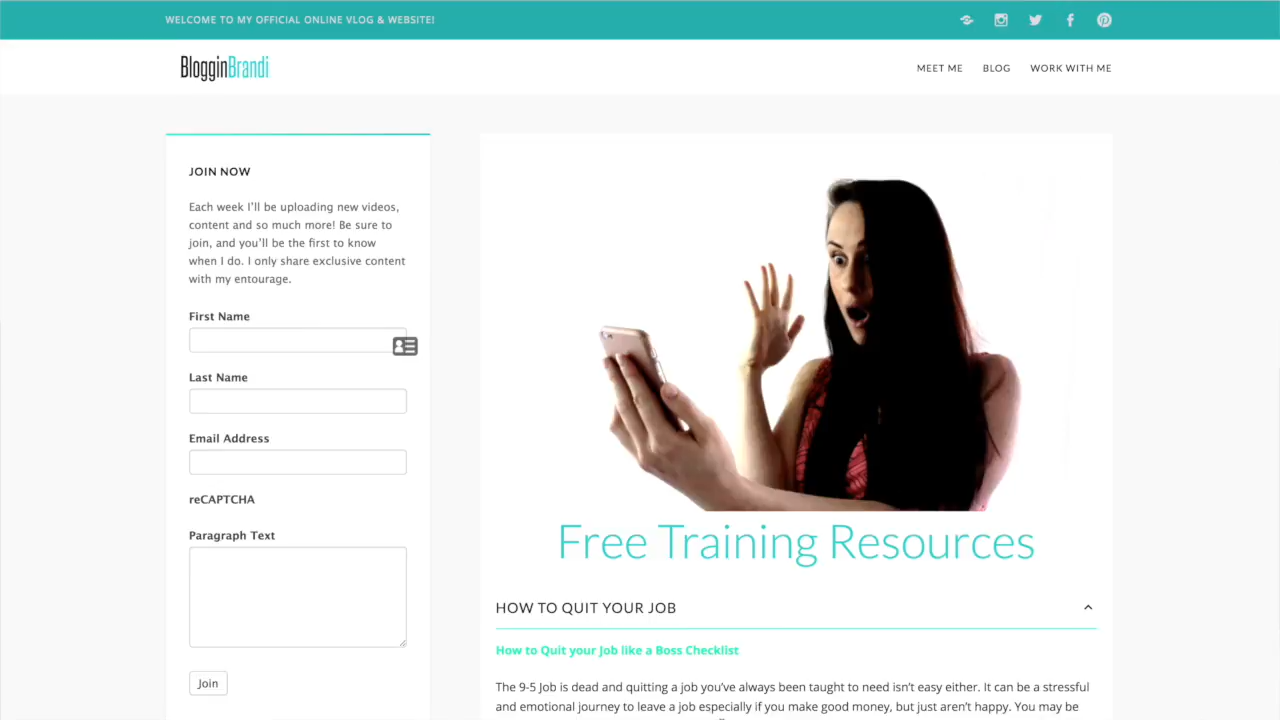 WELCOME TO MY OFFICIAL ONLINE VLOG & WEBSITE!
BlogginBrandi
MEET ME
BLOG
WORK WITH ME
JOIN NOW
Each week I'll be uploading new videos,
content and so much more! Be sure to
join, and you'll be the first to know
when I do. I only share exclusive content
with my entourage.
First Name
Last Name
Email Address
reCAPTCHA
Paragraph Text
Join
Free Training Resources
HOW TO QUIT YOUR JOB
How to Quit your Job like a Boss Checklist
The 9-5 Job is dead and quitting a job you've always been taught to need isn't easy either. It can be a stressful
and emotional journey to leave a job especially if you make good money, but just aren't happy. You may be